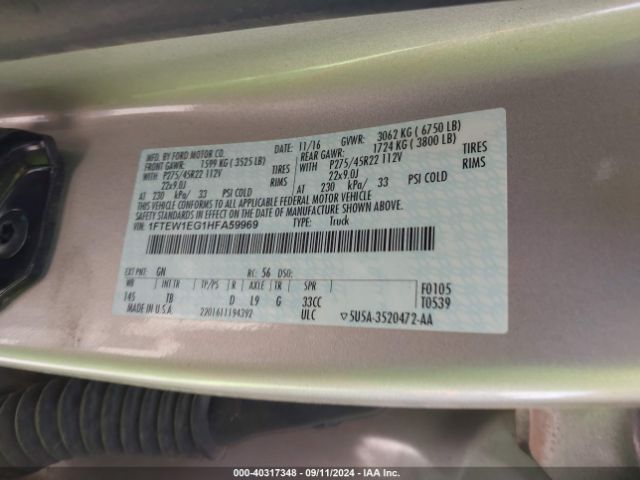 MFD. BY FORD MOTOR CO.
11/16 GVWR: 3062 KG ( 6750 LB)
FRONT GAWR: 1599 KG ( 3525 LB)
REAR GAWR: 1724 KG ( 3800 LB)
WITH P275/45R22 112V TIRES
WITH P275/45R22 112V TIRES
22x9.0J RIMS
22x9.0J RIMS
AT 230 kPa/ 33 PSI COLD
AT 230 kPa/ 33 PSI COLD
THIS VEHICLE CONFORMS TO ALL APPLICABLE FEDERAL MOTOR VEHICLE
SAFETY STANDARDS IN EFFECT ON THE DATE OF MANUFACTURE SHOWN ABOVE.
VIN: 1FTEW1EG1HFA59969 TYPE: Truck
EXT PNT: GN RC: 56 DSO:
WB INT TR TP/PS R AXLE TR SPR F0105
145 TB D L9 G 33CC T0539
MADE IN U.S.A. 2201611194392 ULC 5USA-3520472-AA
000-40317348 - 09/11/2024 - IAA Inc.